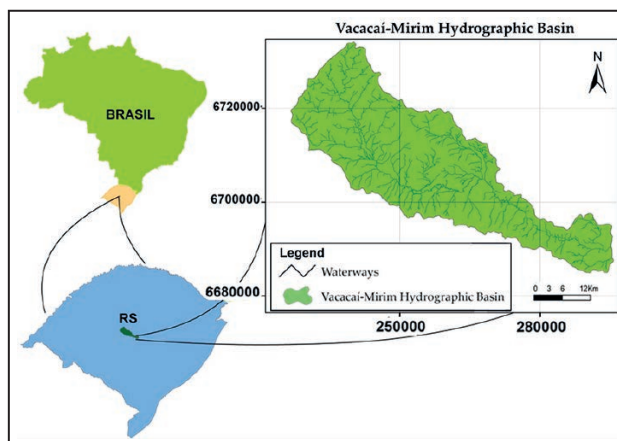 Vacacaí-Mirim Hydrographic Basin
BRASIL
N
6720000
6700000
6680000
Legend
Waterways
Vacacaí-Mirim Hydrographic Basin
0 3 6 12Km
RS
250000
280000